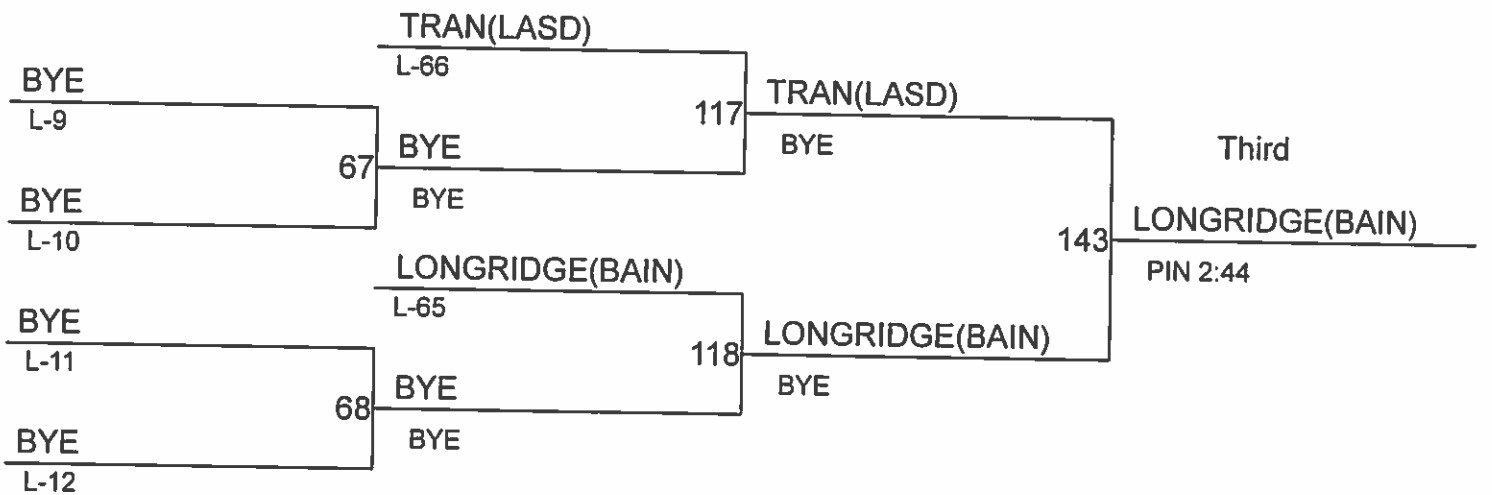 TRAN(LASD)
L-66
BYE
L-9
117
TRAN(LASD)
BYE
Third
67
BYE
BYE
BYE
L-10
143
LONGRIDGE(BAIN)
PIN 2:44
LONGRIDGE(BAIN)
L-65
BYE
L-11
118
LONGRIDGE(BAIN)
BYE
68
BYE
BYE
BYE
L-12